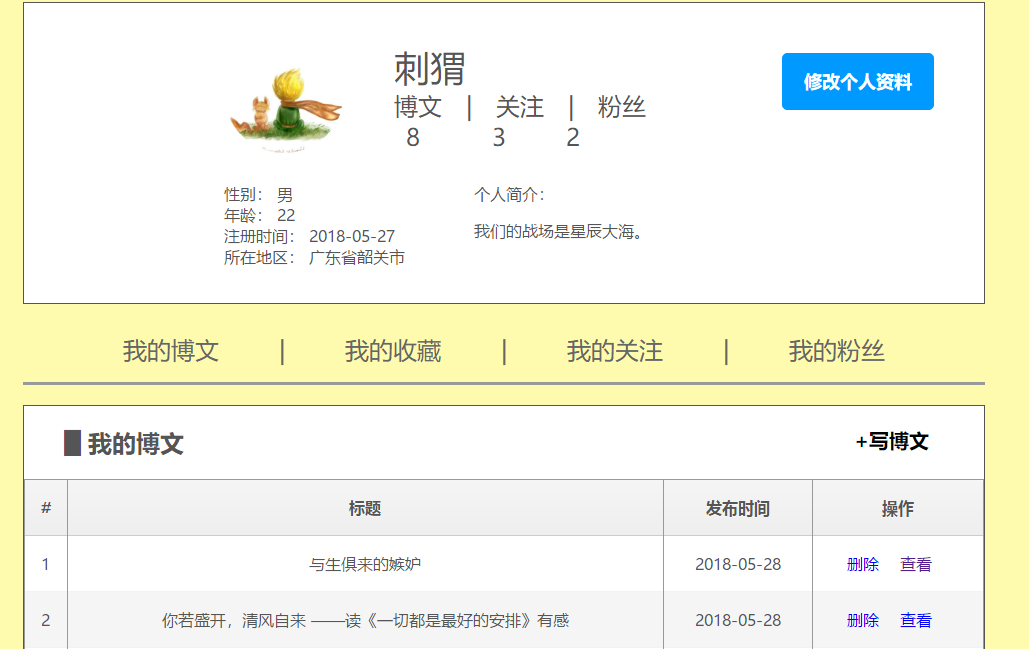 刺猬
修改个人资料
博文 | 关注 | 粉丝
8 3 2
性别： 男
年龄： 22
注册时间： 2018-05-27
所在地区： 广东省韶关市
个人简介：
我们的战场是星辰大海。
我的博文 | 我的收藏 | 我的关注 | 我的粉丝
我的博文 +写博文
# 标题 发布时间 操作
1 与生俱来的嫉妒 2018-05-28 删除 查看
2 你若盛开，清风自来 ——读《一切都是最好的安排》有感 2018-05-28 删除 查看